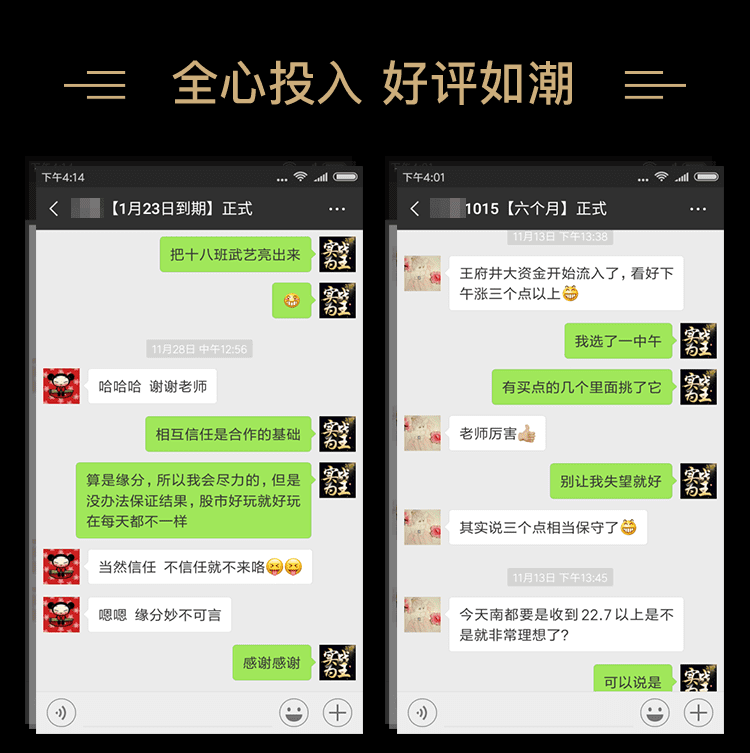 全心投入 好评如潮
下午4:14
【1月23日到期】正式
把十八班武艺亮出来
11月28日 中午12:56
哈哈哈 谢谢老师
相互信任是合作的基础
算是缘分，所以我会尽力的，但是
没办法保证结果，股市好玩就好玩
在每天都不一样
当然信任 不信任就不来咯
嗯嗯 缘分妙不可言
感谢感谢
实战
为王
下午4:01
1015【六个月】正式
11月13日 下午13:38
王府井大资金开始流入了，看好下
午涨三个点以上
我选了一中午
有买点的几个里面挑了它
老师厉害
别让我失望就好
其实说三个点相当保守了
11月13日 下午13:45
今天南都要是收到22.7以上是不
是就非常理想了?
可以说是
实战
为王